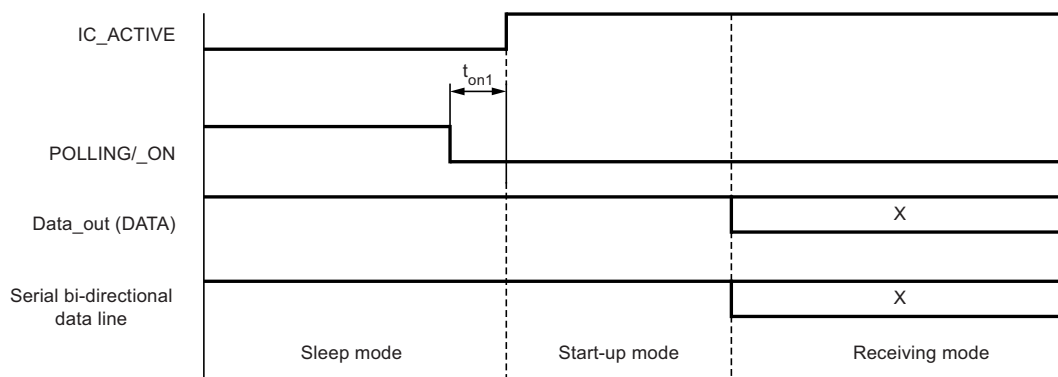 IC_ACTIVE
ton1
POLLING/_ON
Data_out (DATA)
X
Serial bi-directional
data line
X
Sleep mode
Start-up mode
Receiving mode